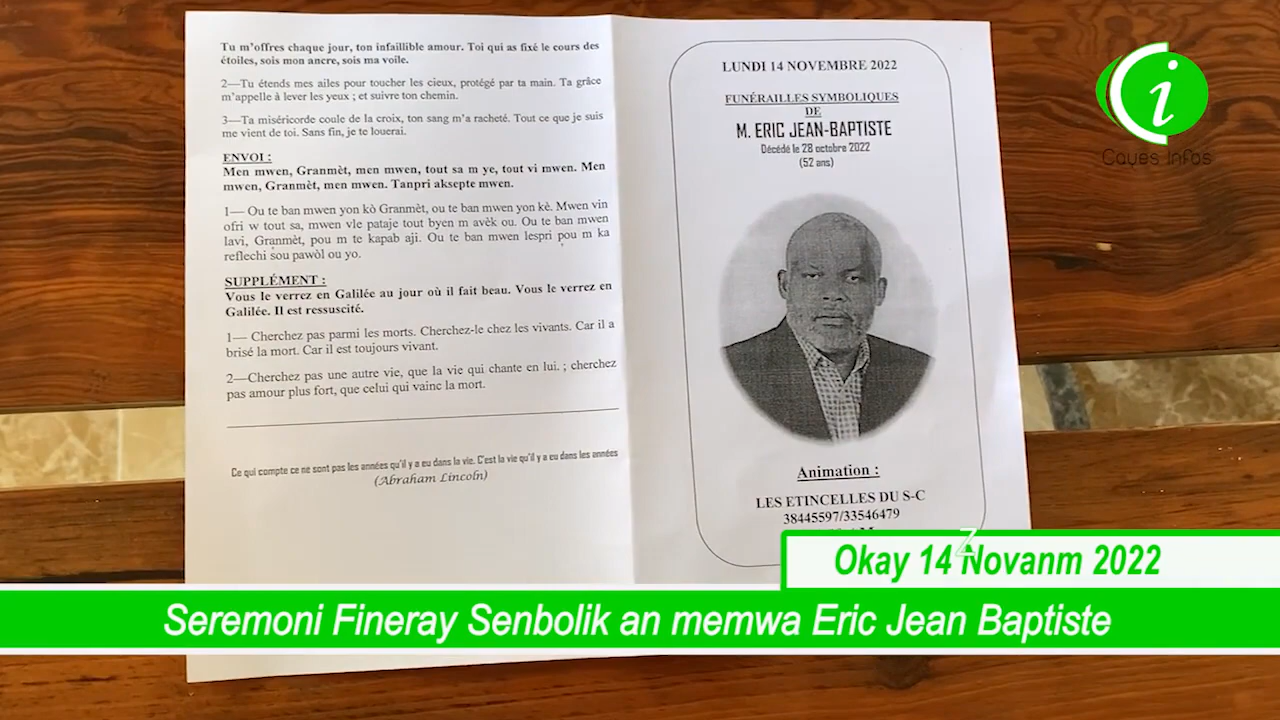 Tu m'offres chaque jour, ton infaillible amour. Toi qui as fixé le cours des
étoiles, sois mon ancre, sois ma voile.
2—Tu étends mes ailes pour toucher les cieux, protégé par ta main. Ta grâce
m'appelle à lever les yeux ; et suivre ton chemin.
3—Ta miséricorde coule de la croix, ton sang m'a racheté. Tout ce que je suis
me vient de toi. Sans fin, je te louerai.
ENVOI :
Men mwen, Granmèt, men mwen, tout sa m ye, tout vi mwen. Men
mwen, Granmèt, men mwen. Tanpri aksepte mwen.
1— Ou te ban mwen yon kò Granmèt, ou te ban mwen yon kè. Mwen vin
ofri w tout sa, mwen vle pataje tout byen m avèk ou. Ou te ban mwen
lavi, Granmèt, pou m te kapab aji. Ou te ban mwen lespri pou m ka
reflechi sou pawòl ou yo.
SUPPLÉMENT :
Vous le verrez en Galilée au jour où il fait beau. Vous le verrez en
Galilée. Il est ressuscité.
1— Cherchez pas parmi les morts. Cherchez-le chez les vivants. Car il a
brisé la mort. Car il est toujours vivant.
2—Cherchez pas une autre vie, que la vie qui chante en lui. ; cherchez
pas amour plus fort, que celui qui vainc la mort.
Ce qui compte ce ne sont pas les années qu'il y a eu dans la vie. C'est la vie qu'il y a eu dans les années
(Abraham Lincoln)
LUNDI 14 NOVEMBRE 2022
FUNÉRAILLES SYMBOLIQUES
DE
M. ERIC JEAN-BAPTISTE
Décédé le 28 octobre 2022
(52 ans)
Animation :
LES ETINCELLES DU S-C
38445597/33546479
i
Cayes Infos
Z
Okay 14 Novanm 2022
Seremoni Fineray Senbolik an memwa Eric Jean Baptiste